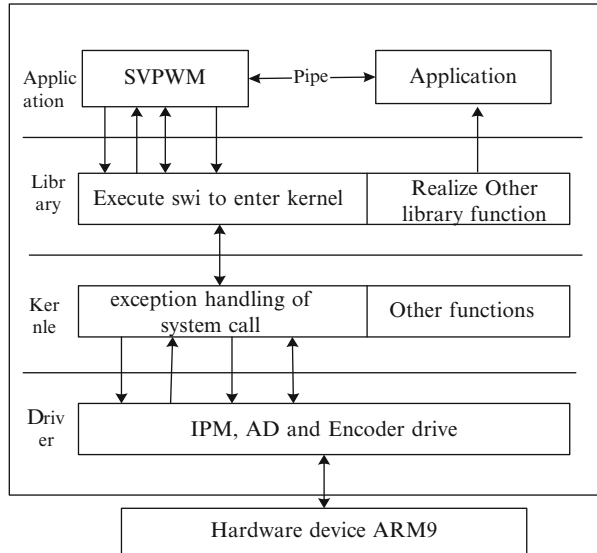 Applic
ation
SVPWM
Pipe
Application
Libr
ary
Execute swi to enter kernel
Realize Other
library function
Ker
nle
exception handling of
system call
Other functions
Driv
er
IPM, AD and Encoder drive
Hardware device ARM9